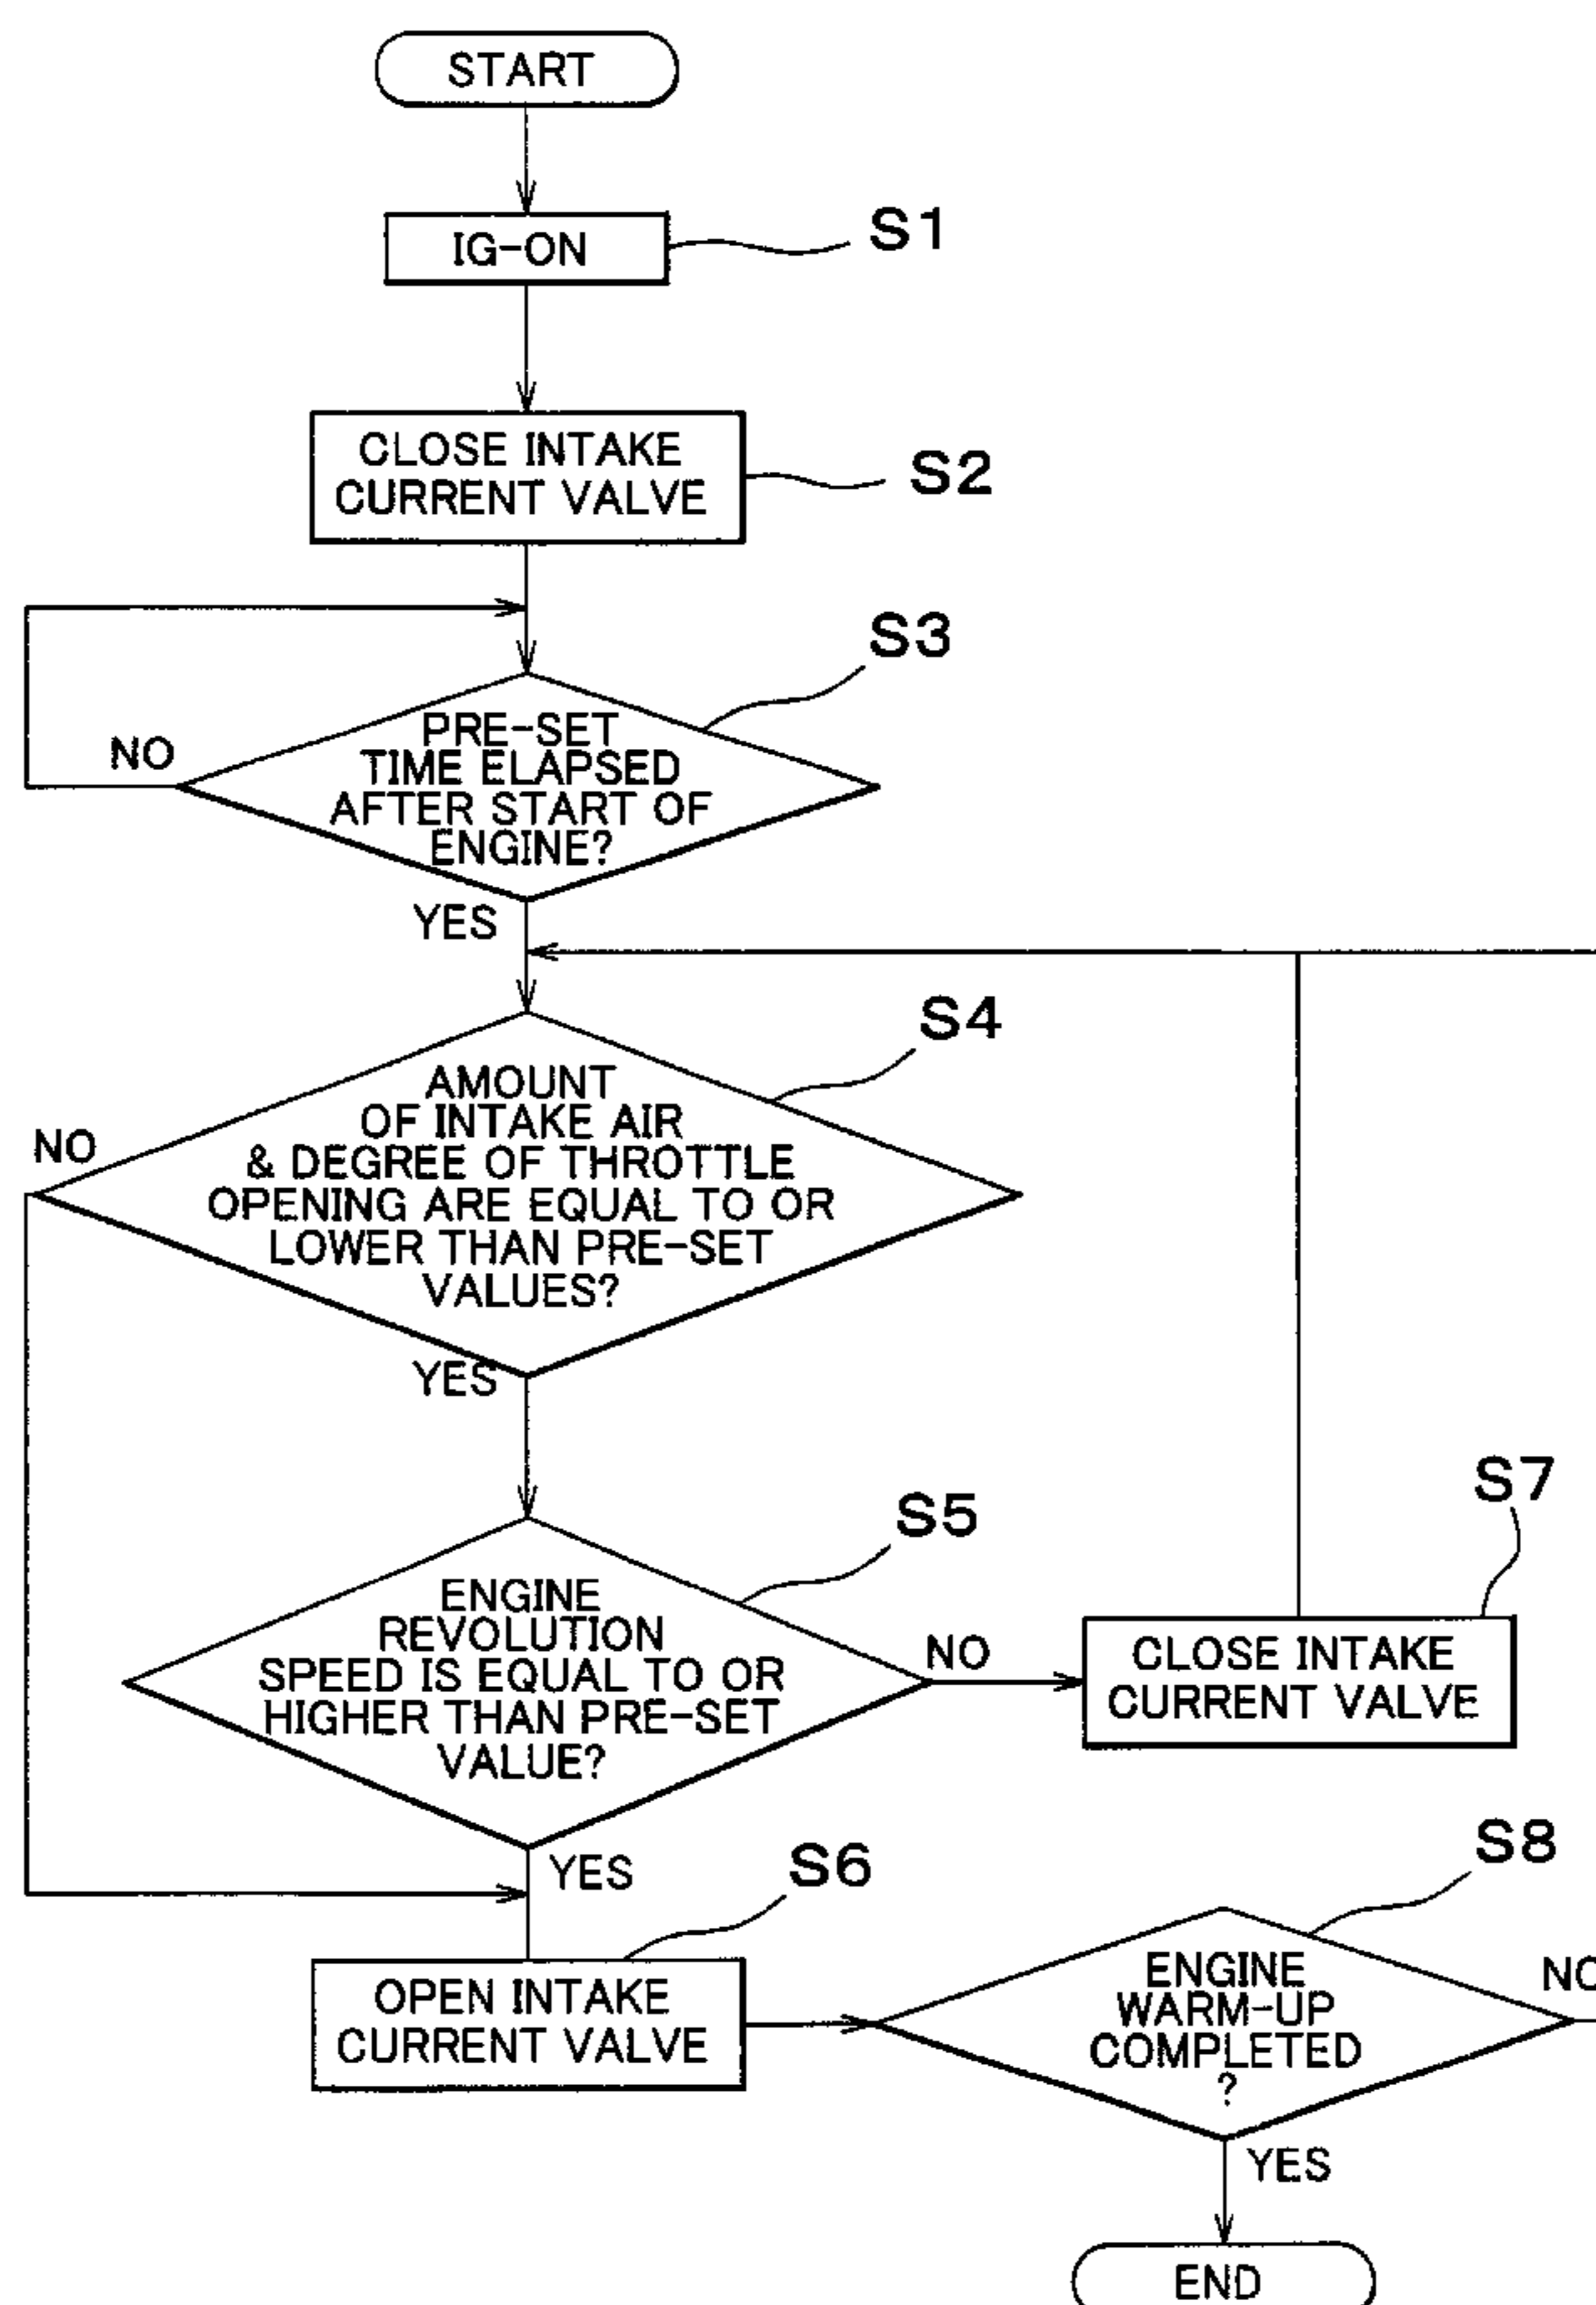 START
IG-ON
S1
CLOSE INTAKE
CURRENT VALVE
S2
S3
PRE-SET
TIME ELAPSED
AFTER START OF
ENGINE?
NO
YES
S4
AMOUNT
OF INTAKE AIR
& DEGREE OF THROTTLE
OPENING ARE EQUAL TO OR
LOWER THAN PRE-SET
VALUES?
NO
YES
S5
ENGINE
REVOLUTION
SPEED IS EQUAL TO OR
HIGHER THAN PRE-SET
VALUE?
NO
YES
S7
CLOSE INTAKE
CURRENT VALVE
S6
OPEN INTAKE
CURRENT VALVE
S8
ENGINE
WARM-UP
COMPLETED
?
NO
YES
END